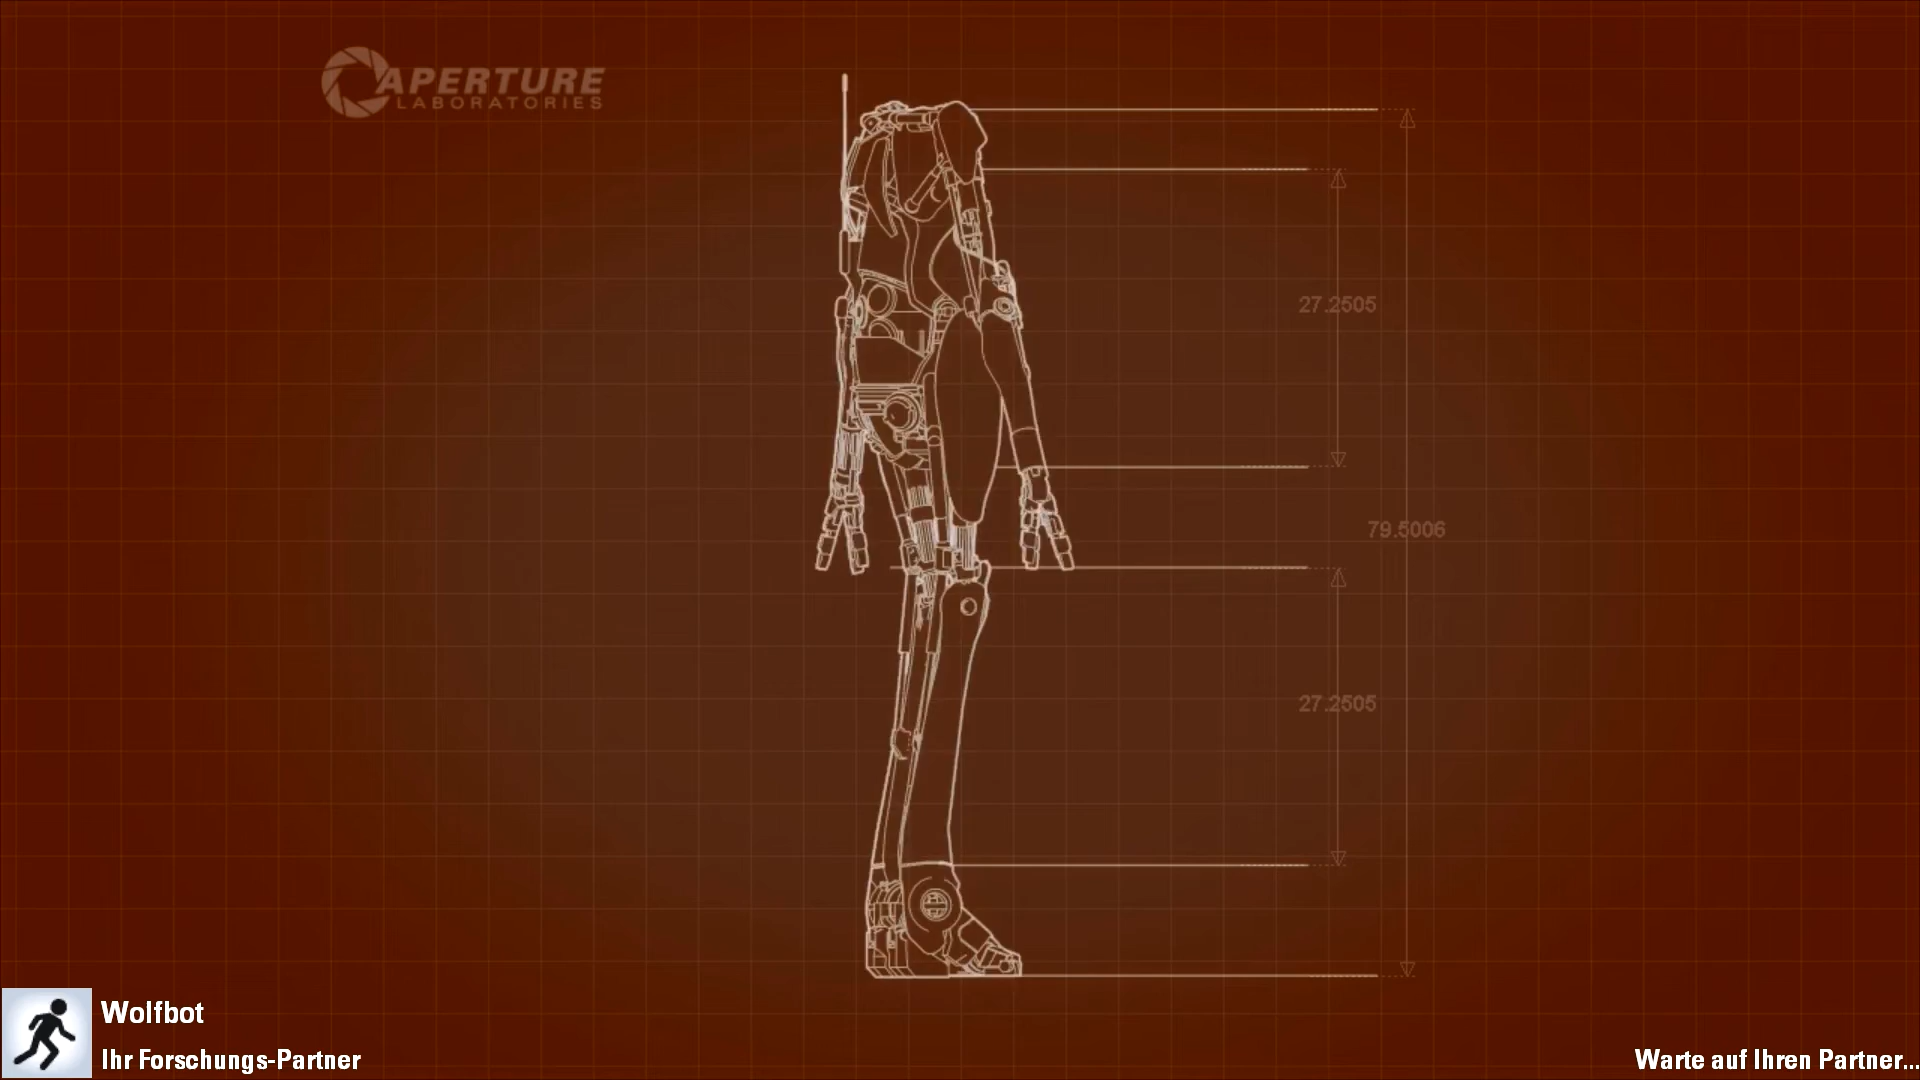 APERTURE
LABORATORIES
27.2505
79.5006
27.2505
Wolfbot
Ihr Forschungs-Partner
Warte auf Ihren Partner...